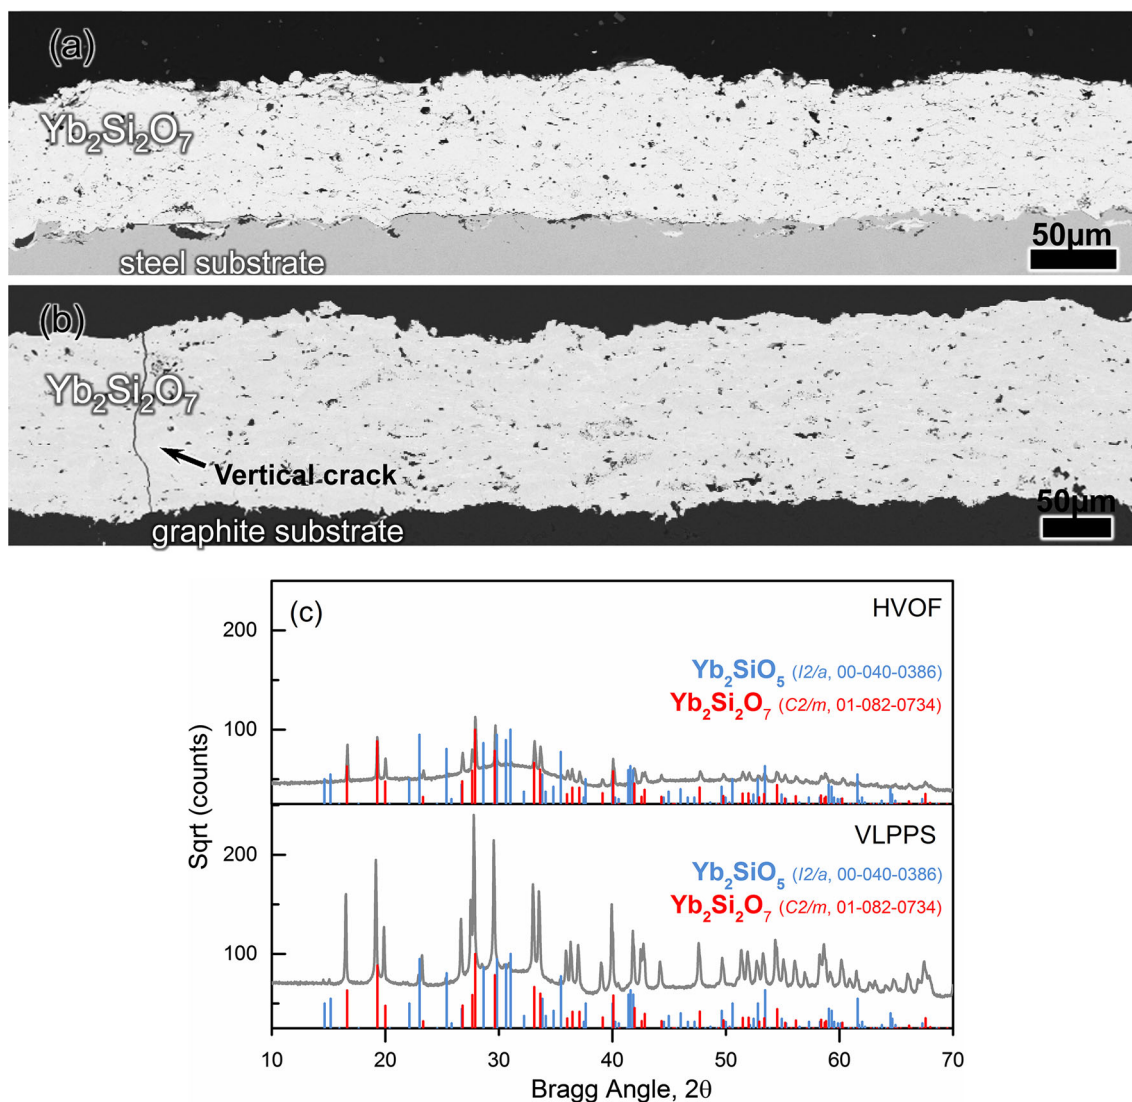 (a)
Yb₂Si₂O₇
steel substrate
50µm
(b)
Yb₂Si₂O₇
Vertical crack
graphite substrate
50µm
(c)
HVOF
200
Yb₂SiO₅ (I2/a, 00-040-0386)
Yb₂Si₂O₇ (C2/m, 01-082-0734)
100
VLPPS
200
Yb₂SiO₅ (I2/a, 00-040-0386)
Yb₂Si₂O₇ (C2/m, 01-082-0734)
100
Sqrt (counts)
10 20 30 40 50 60 70
Bragg Angle, 2θ